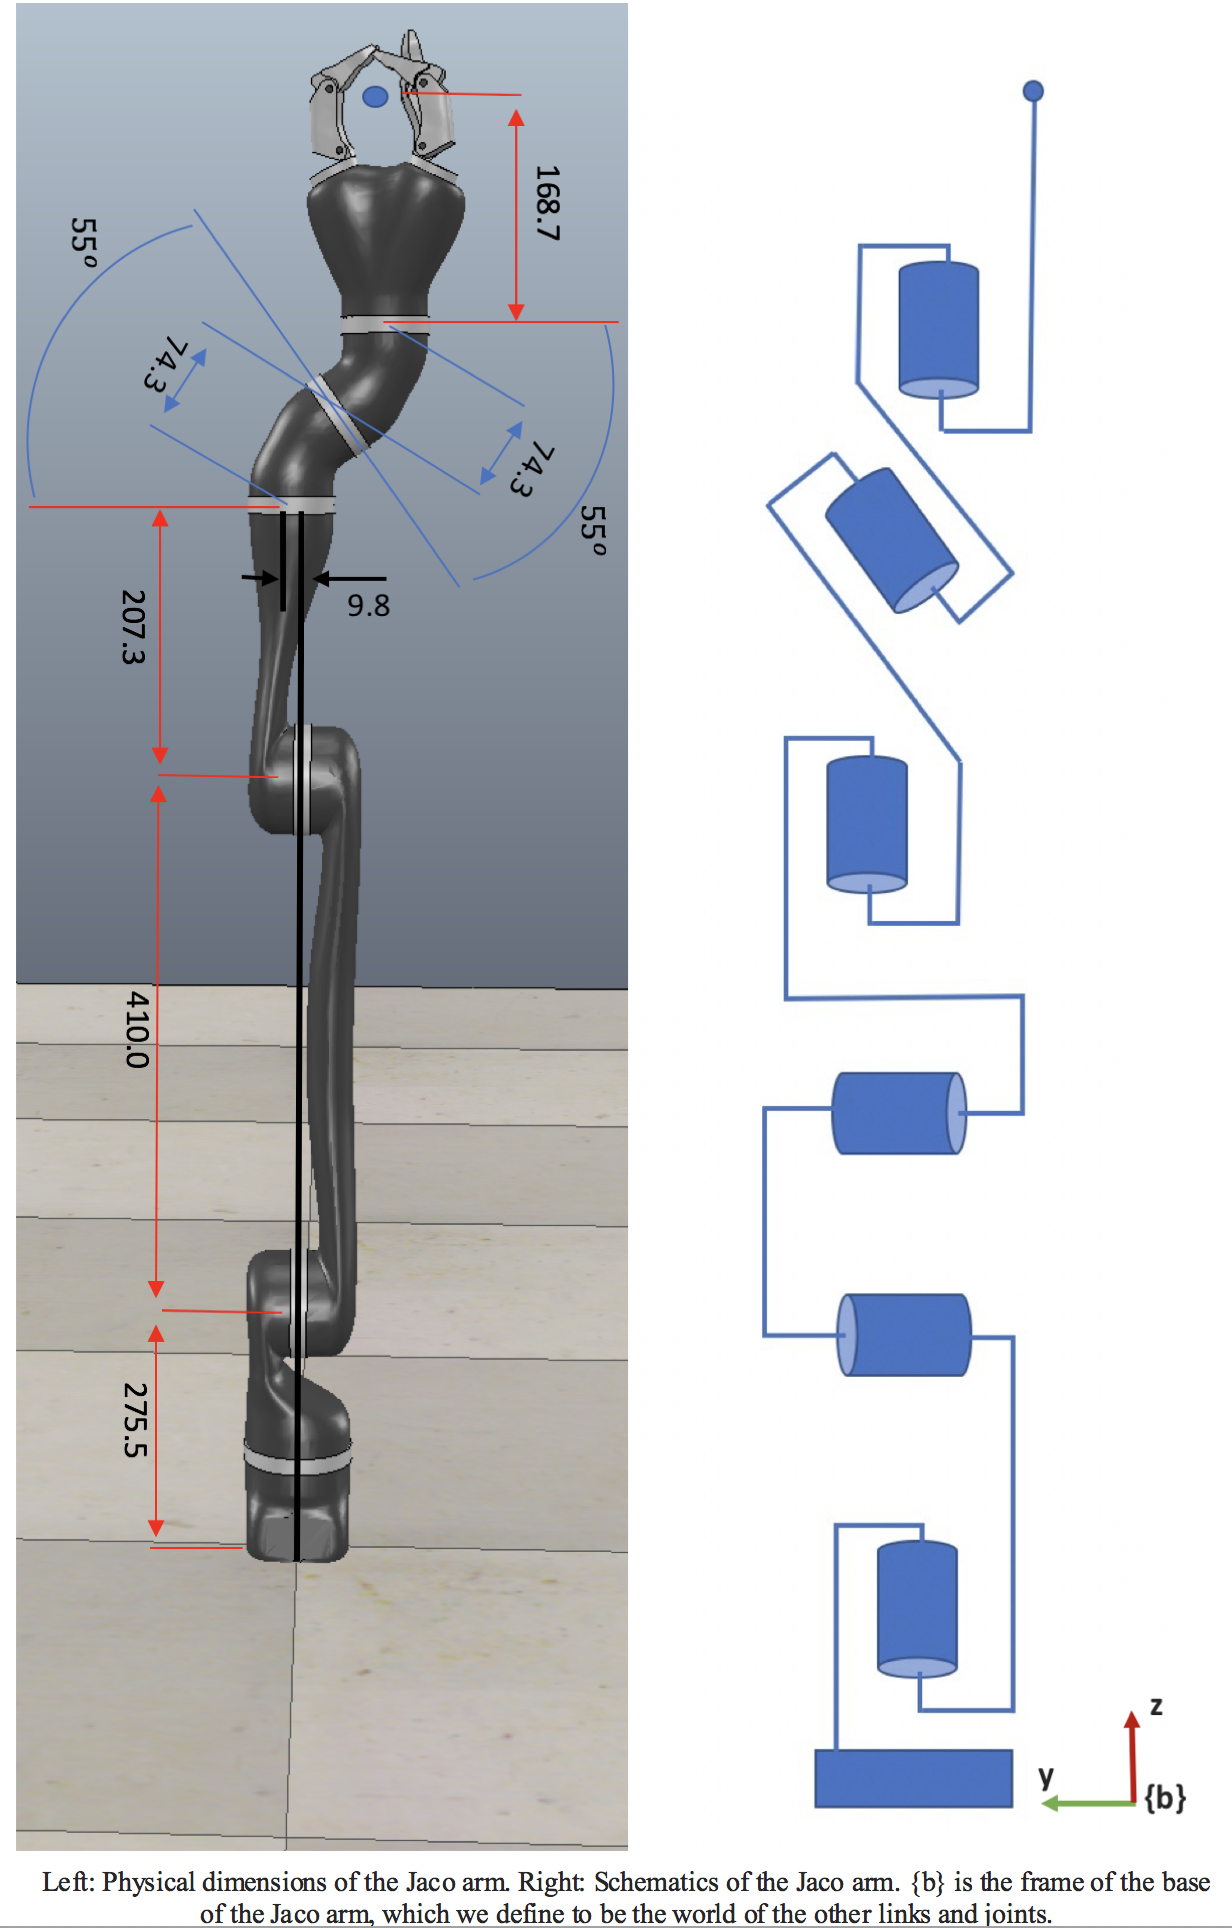 168.7
55º
74.3
74.3
55º
207.3
9.8
410.0
275.5
z
y
{b}
Left: Physical dimensions of the Jaco arm. Right: Schematics of the Jaco arm. {b} is the frame of the base
of the Jaco arm, which we define to be the world of the other links and joints.